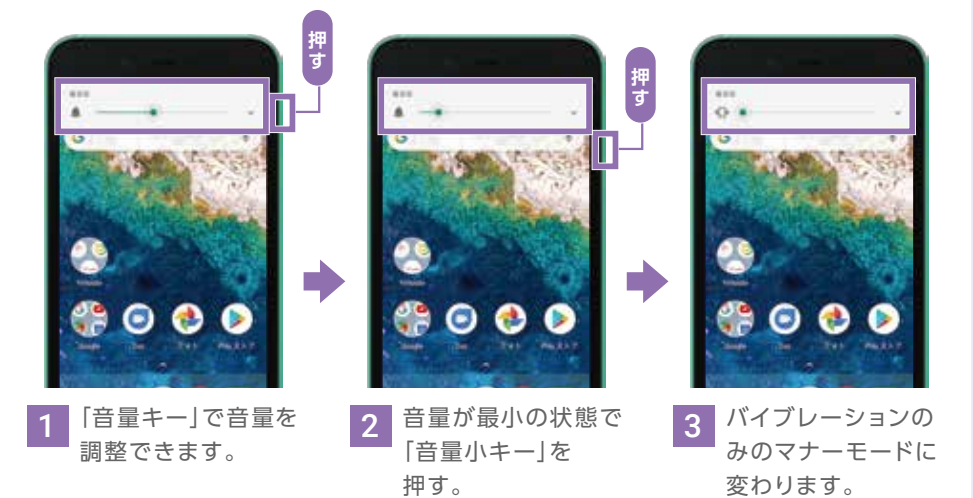 押す
押す
1
「音量キー」で音量を
調整できます。
2
音量が最小の状態で
「音量小キー」を
押す。
3
バイブレーションの
みのマナーモードに
変わります。